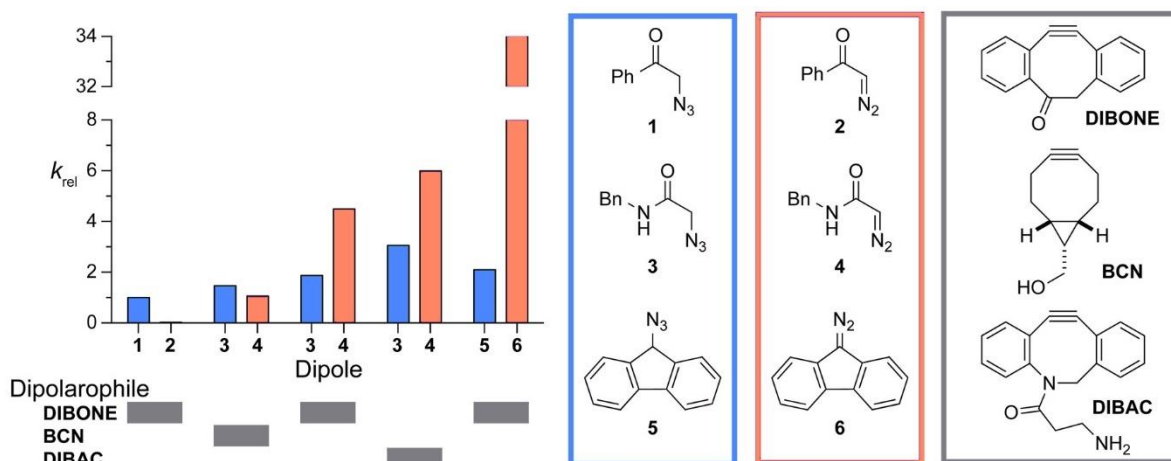 34
32
8
6
4
2
0
k_rel
1 2 3 4 3 4 3 4 5 6
Dipole
Dipolarophile
DIBONE
BCN
DIBAC
O
Ph
N₃
1
O
Bn
N
H
N₃
3
N₃
5
O
Ph
N₂
2
O
Bn
N
H
N₂
4
N₂
6
O
DIBONE
H
H
HO
BCN
N
O
NH₂
DIBAC